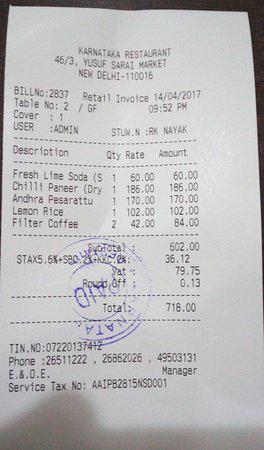 KARNATAKA RESTAURANT
46/3, YUSUF SARAI MARKET
NEW DELHI-110016
BILLNo:2837 Retail Invoice 14/04/2017
Table No: 2 / GF 09:52 PM
Cover : 1
USER :ADMIN STUW.N :RK NAYAK
Description Qty Rate Amount
Fresh Lime Soda (S 1 60.00 60.00
Chilli Paneer (Dry 1 186.00 186.00
Andhra Pesaratu 1 170.00 170.00
Lemon Rice 1 102.00 102.00
Filter Coffee 2 42.00 84.00
SubTotal : 602.00
STAX5.6%+SBC .2%+KKC .2%: 36.12
Vat : 79.75
Round Off : 0.13
Total: 718.00
TIN.NO:07220137412
Phone :26511222 , 26862026 , 49503131
E.&.O.E. Manager
Service Tax No: AAIPB2815NSD001
PAID